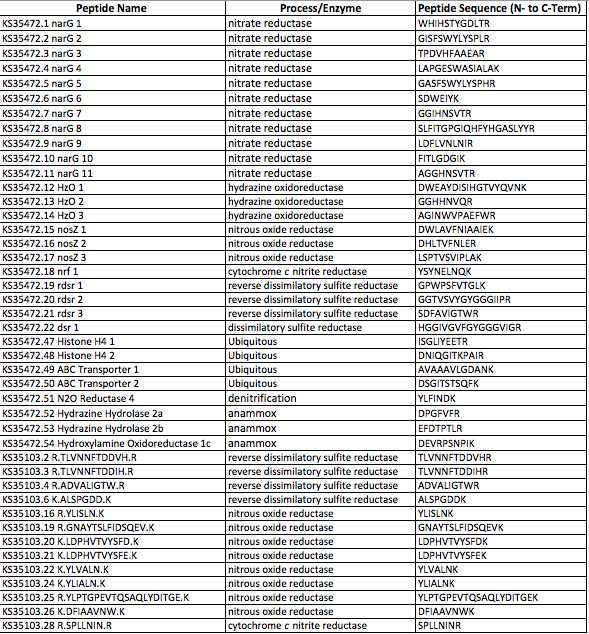 Peptide Name Process/Enzyme Peptide Sequence (N- to C-Term)
KS35472.1 narG 1 nitrate reductase WHIHSTYGDLTR
KS35472.2 narG 2 nitrate reductase GISFSWYLYSPLR
KS35472.3 narG 3 nitrate reductase TPDVHFAAEAR
KS35472.4 narG 4 nitrate reductase LAPGESWASIALAK
KS35472.5 narG 5 nitrate reductase GASFSWYLYSPHR
KS35472.6 narG 6 nitrate reductase SDWEIYK
KS35472.7 narG 7 nitrate reductase GGIHNSVTR
KS35472.8 narG 8 nitrate reductase SLFITGPGIQHFYHGASLYYR
KS35472.9 narG 9 nitrate reductase LDFLVNLNIR
KS35472.10 narG 10 nitrate reductase FITLGDGIK
KS35472.11 narG 11 nitrate reductase AGGHNSVTR
KS35472.12 HzO 1 hydrazine oxidoreductase DWEAYDISIHGTVYQVNK
KS35472.13 HzO 2 hydrazine oxidoreductase GGHHNVQR
KS35472.14 HzO 3 hydrazine oxidoreductase AGINWVPAEFWR
KS35472.15 nosZ 1 nitrous oxide reductase DWLAVFNIAAIEK
KS35472.16 nosZ 2 nitrous oxide reductase DHLTVFNLER
KS35472.17 nosZ 3 nitrous oxide reductase LSPTVSVIPLAK
KS35472.18 nrf 1 cytochrome c nitrite reductase YSYNELNQK
KS35472.19 rdsr 1 reverse dissimilatory sulfite reductase GPWPSFVTGLK
KS35472.20 rdsr 2 reverse dissimilatory sulfite reductase GGTVSVYGYGGGIIPR
KS35472.21 rdsr 3 reverse dissimilatory sulfite reductase SDFAVIGTWR
KS35472.22 dsr 1 dissimilatory sulfite reductase HGGIVGVFGYGGGVIGR
KS35472.47 Histone H4 1 Ubiquitous ISGLIYEETR
KS35472.48 Histone H4 2 Ubiquitous DNIQGITKPAIR
KS35472.49 ABC Transporter 1 Ubiquitous AVAAAVLGDANK
KS35472.50 ABC Transporter 2 Ubiquitous DSGITSTSQFK
KS35472.51 N2O Reductase 4 denitrification YLFINDK
KS35472.52 Hydrazine Hydrolase 2a anammox DPGFVFR
KS35472.53 Hydrazine Hydrolase 2b anammox EFDTPTLR
KS35472.54 Hydroxylamine Oxidoreductase 1c anammox DEVRPSNPIK
KS35103.2 R.TLVNNFTDDVH.R reverse dissimilatory sulfite reductase TLVNNFTDDVHR
KS35103.3 R.TLVNNFTDDIH.R reverse dissimilatory sulfite reductase TLVNNFTDDIHR
KS35103.4 R.ADVALIGTW.R reverse dissimilatory sulfite reductase ADVALIGTWR
KS35103.6 K.ALSPGDD.K reverse dissimilatory sulfite reductase ALSPGDDK
KS35103.16 R.YLISLN.K nitrous oxide reductase YLISLNK
KS35103.19 R.GNAYTSLFIDSQEV.K nitrous oxide reductase GNAYTSLFIDSQEVK
KS35103.20 K.LDPHVTVYSFD.K nitrous oxide reductase LDPHVTVYSFDK
KS35103.21 K.LDPHVTVYSFE.K nitrous oxide reductase LDPHVTVYSFEK
KS35103.22 K.YLVALN.K nitrous oxide reductase YLVALNK
KS35103.24 K.YLIALN.K nitrous oxide reductase YLIALNK
KS35103.25 R.YLPTGPEVTQSAQLYDITGE.K nitrous oxide reductase YLPTGPEVTQSAQLYDITGEK
KS35103.26 K.DFIAAVNW.K nitrous oxide reductase DFIAAVNWK
KS35103.28 R.SPLLNIN.R cytochrome c nitrite reductase SPLLNINR